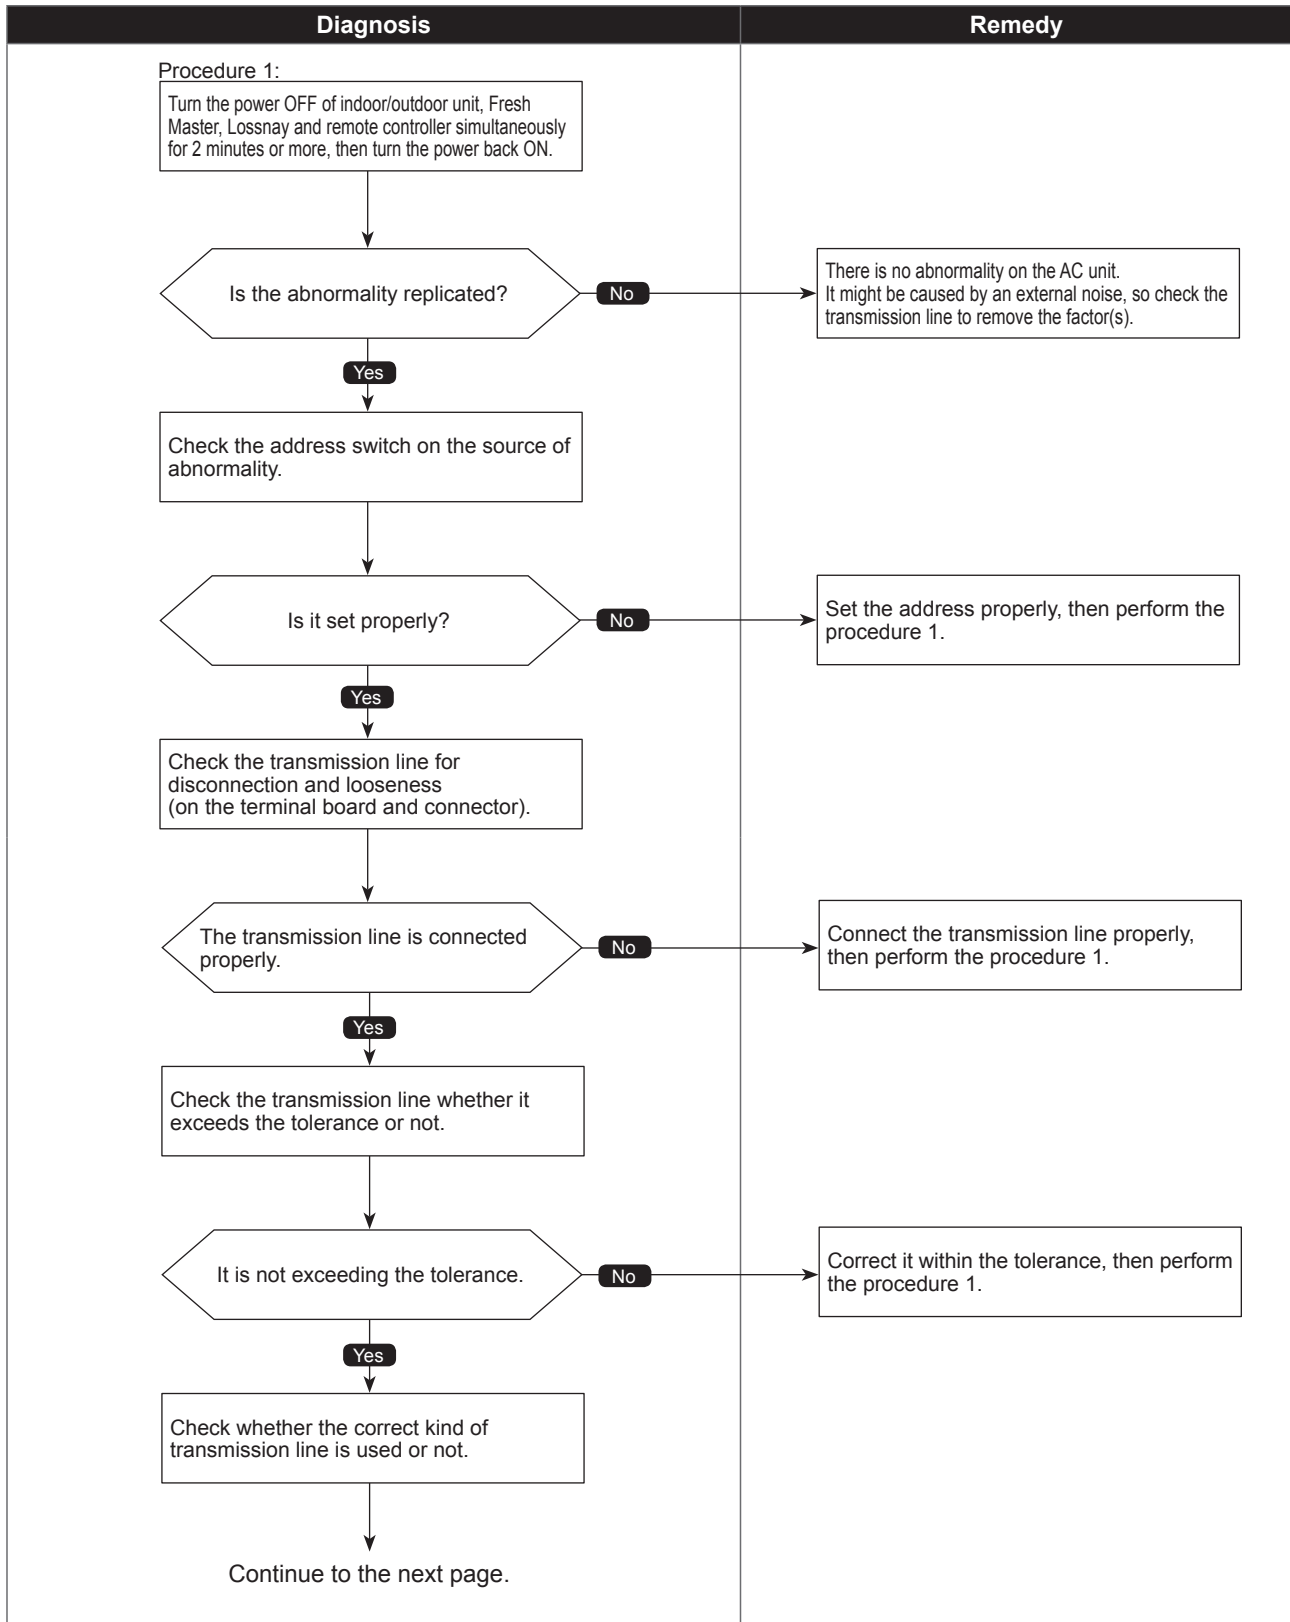 Diagnosis
Remedy
Procedure 1:
Turn the power OFF of indoor/outdoor unit, Fresh
Master, Lossnay and remote controller simultaneously
for 2 minutes or more, then turn the power back ON.
Is the abnormality replicated?
No
There is no abnormality on the AC unit.
It might be caused by an external noise, so check the
transmission line to remove the factor(s).
Yes
Check the address switch on the source of
abnormality.
Is it set properly?
No
Set the address properly, then perform the
procedure 1.
Yes
Check the transmission line for
disconnection and looseness
(on the terminal board and connector).
The transmission line is connected
properly.
No
Connect the transmission line properly,
then perform the procedure 1.
Yes
Check the transmission line whether it
exceeds the tolerance or not.
It is not exceeding the tolerance.
No
Correct it within the tolerance, then perform
the procedure 1.
Yes
Check whether the correct kind of
transmission line is used or not.
Continue to the next page.